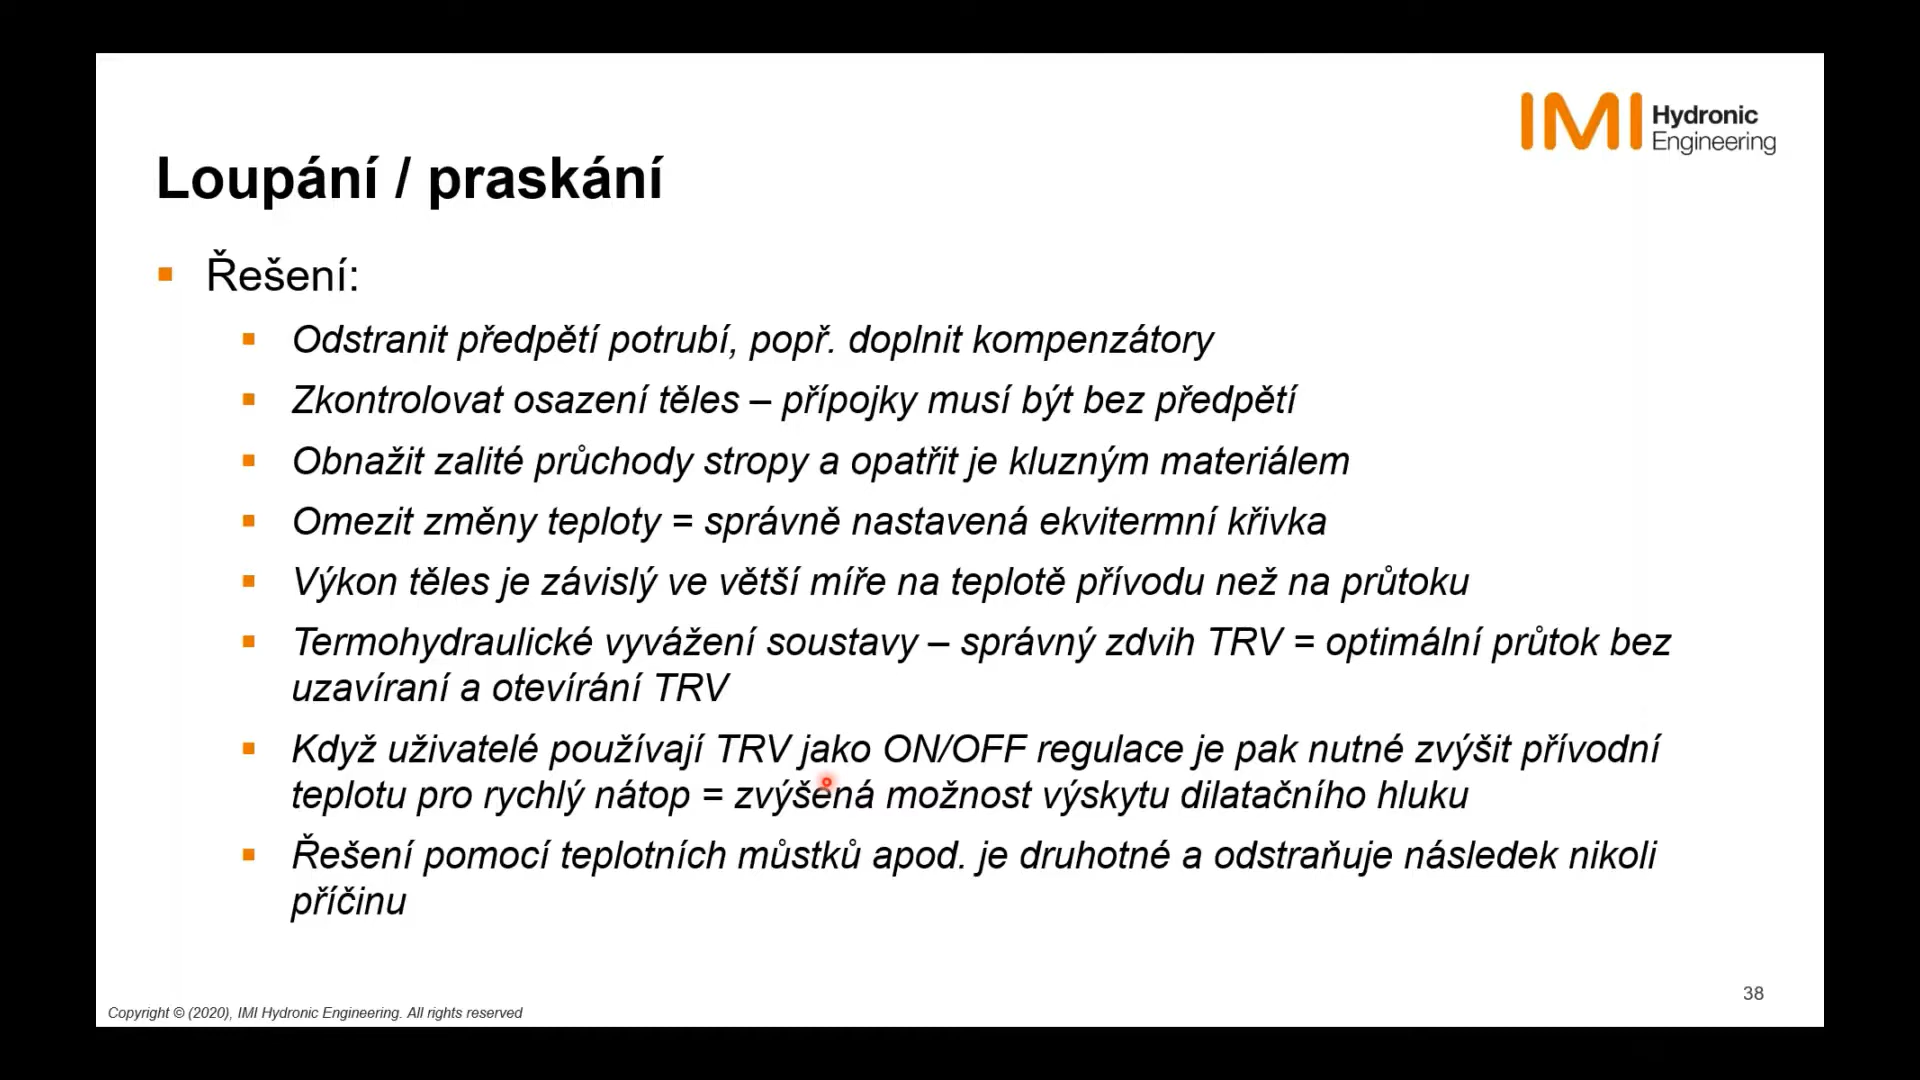 IMI Hydronic
Engineering
Loupání / praskání
Řešení:
Odstranit předpětí potrubí, popř. doplnit kompenzátory
Zkontrolovat osazení těles – přípojky musí být bez předpětí
Obnažit zalité průchody stropy a opatřit je kluzným materiálem
Omezit změny teploty = správně nastavená ekvitermní křivka
Výkon těles je závislý ve větší míře na teplotě přívodu než na průtoku
Termohydraulické vyvážení soustavy – správný zdvih TRV = optimální průtok bez
uzavíraní a otevírání TRV
Když uživatelé používají TRV jako ON/OFF regulace je pak nutné zvýšit přívodní
teplotu pro rychlý nátop = zvýšená možnost výskytu dilatačního hluku
Řešení pomocí teplotních můstků apod. je druhotné a odstraňuje následek nikoli
příčinu
38
Copyright © (2020), IMI Hydronic Engineering. All rights reserved